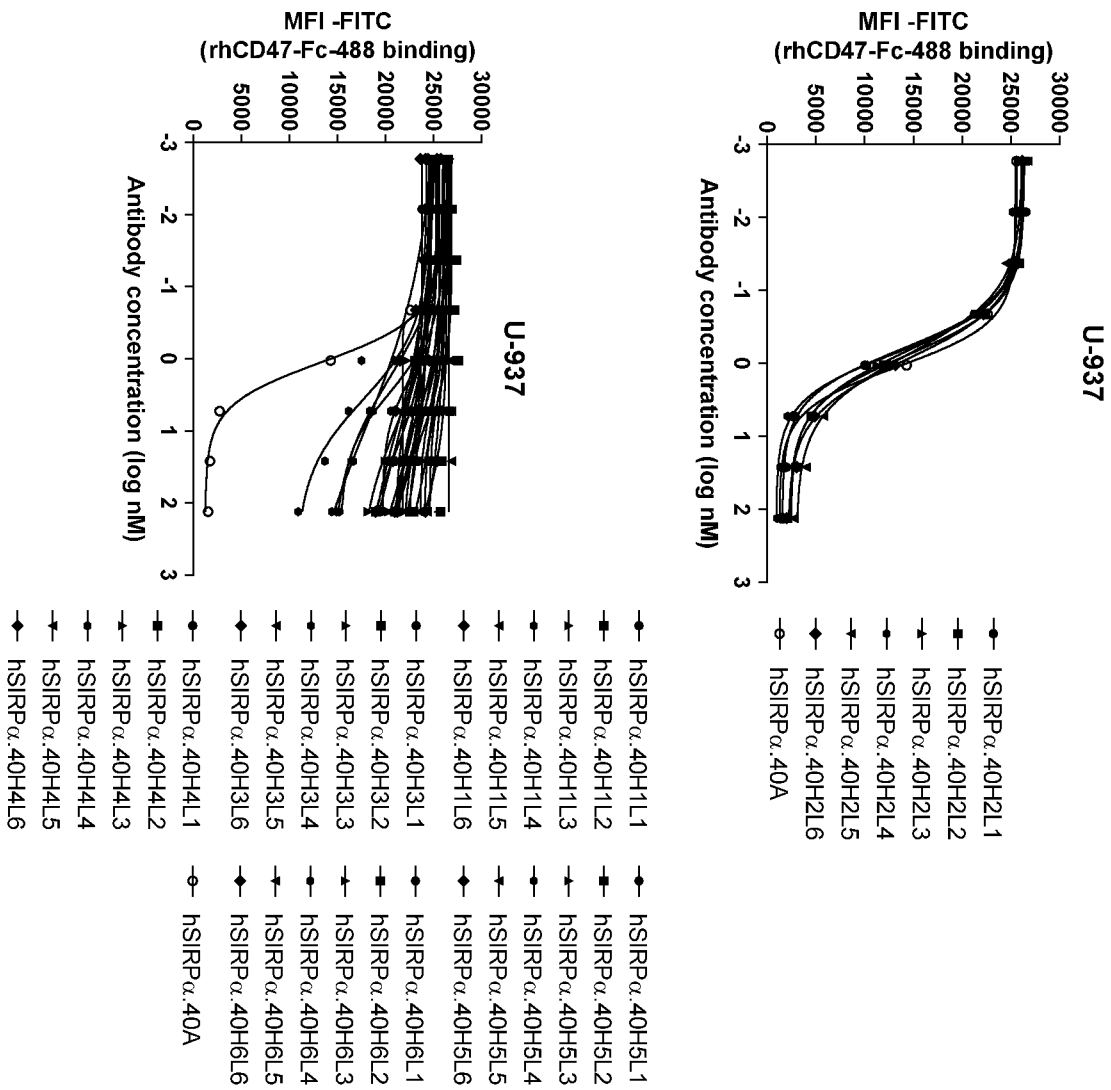 U-937
MFI -FITC
(rhCD47-Fc-488 binding)
30000
25000
20000
15000
10000
5000
0
-3
-2
-1
0
1
2
3
Antibody concentration (log nM)
hSIRPα.40H2L1
hSIRPα.40H2L2
hSIRPα.40H2L3
hSIRPα.40H2L4
hSIRPα.40H2L5
hSIRPα.40H2L6
hSIRPα.40A
U-937
MFI -FITC
(rhCD47-Fc-488 binding)
30000
25000
20000
15000
10000
5000
0
-3
-2
-1
0
1
2
3
Antibody concentration (log nM)
hSIRPα.40H1L1
hSIRPα.40H1L2
hSIRPα.40H1L3
hSIRPα.40H1L4
hSIRPα.40H1L5
hSIRPα.40H1L6
hSIRPα.40H3L1
hSIRPα.40H3L2
hSIRPα.40H3L3
hSIRPα.40H3L4
hSIRPα.40H3L5
hSIRPα.40H3L6
hSIRPα.40H4L1
hSIRPα.40H4L2
hSIRPα.40H4L3
hSIRPα.40H4L4
hSIRPα.40H4L5
hSIRPα.40H4L6
hSIRPα.40H5L1
hSIRPα.40H5L2
hSIRPα.40H5L3
hSIRPα.40H5L4
hSIRPα.40H5L5
hSIRPα.40H5L6
hSIRPα.40H6L1
hSIRPα.40H6L2
hSIRPα.40H6L3
hSIRPα.40H6L4
hSIRPα.40H6L5
hSIRPα.40H6L6
hSIRPα.40A